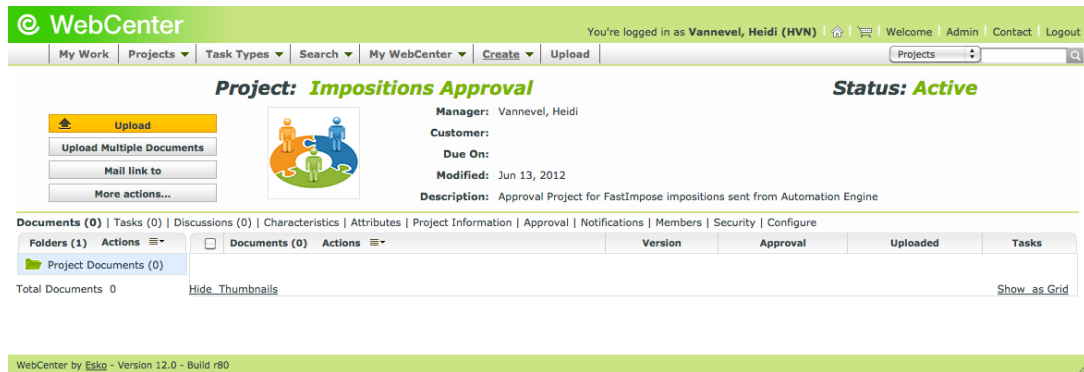 WebCenter
You're logged in as Vannevel, Heidi (HVN) Welcome Admin Contact Logout
My Work Projects Task Types Search My WebCenter Create Upload Projects
Project: Impositions Approval Status: Active
Upload
Upload Multiple Documents
Mail link to
More actions...
Manager: Vannevel, Heidi
Customer:
Due On:
Modified: Jun 13, 2012
Description: Approval Project for FastImpose impositions sent from Automation Engine
Documents (0) | Tasks (0) | Discussions (0) | Characteristics | Attributes | Project Information | Approval | Notifications | Members | Security | Configure
Folders (1) Actions Documents (0) Actions Version Approval Uploaded Tasks
Project Documents (0)
Total Documents 0 Hide Thumbnails Show as Grid
WebCenter by Esko - Version 12.0 - Build r80